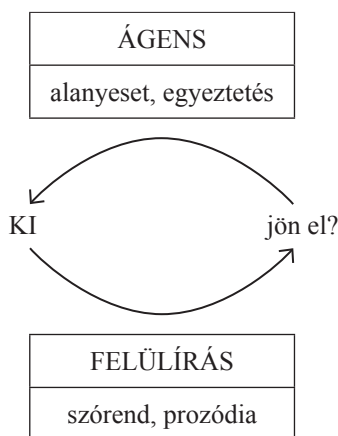 ÁGENS
alanyeset, egyeztetés
KI jön el?
FELÜLÍRÁS
szórend, prozódia